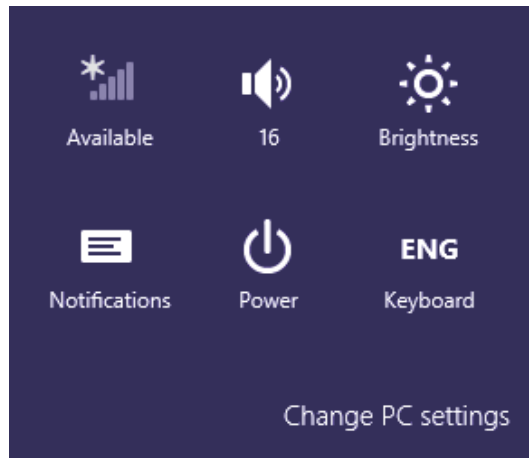 Available
16
Brightness
ENG
Notifications
Power
Keyboard
Change PC settings